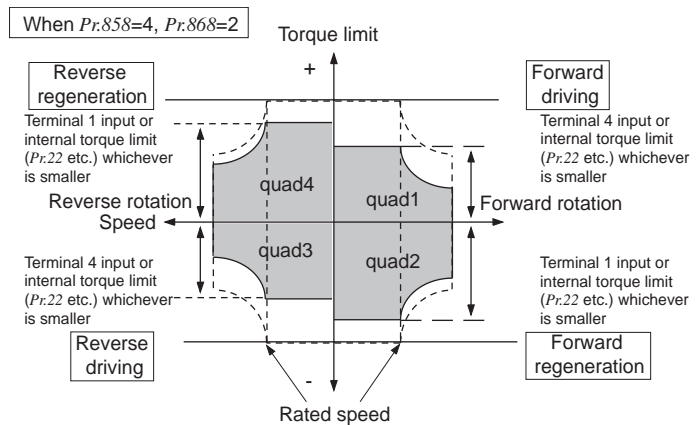 When Pr.858=4, Pr.868=2
Torque limit
+
Reverse
regeneration
Forward
driving
Terminal 1 input or
internal torque limit
(Pr.22 etc.) whichever
is smaller
Terminal 4 input or
internal torque limit
(Pr.22 etc.) whichever
is smaller
quad4
quad1
Reverse rotation
Speed
Forward rotation
quad3
quad2
Terminal 4 input or
internal torque limit
(Pr.22 etc.) whichever
is smaller
Terminal 1 input or
internal torque limit
(Pr.22 etc.) whichever
is smaller
Reverse
driving
Forward
regeneration
-
Rated speed